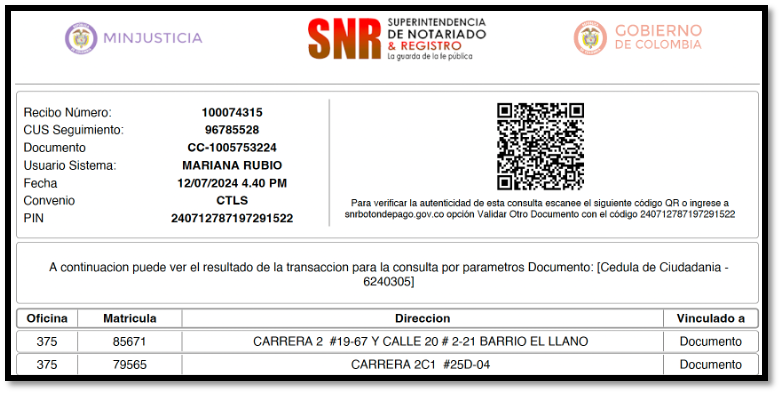 MINJUSTICIA
SNR SUPERINTENDENCIA
DE NOTARIADO
& REGISTRO
La guarda de la fe pública
GOBIERNO
DE COLOMBIA
Recibo Número: 100074315
CUS Seguimiento: 96785528
Documento CC-1005753224
Usuario Sistema: MARIANA RUBIO
Fecha 12/07/2024 4.40 PM
Convenio CTLS
PIN 240712787197291522
Para verificar la autenticidad de esta consulta escanee el siguiente código QR o ingrese a
snrbotondepago.gov.co opción Validar Otro Documento con el código 240712787197291522
A continuacion puede ver el resultado de la transaccion para la consulta por parametros Documento: [Cedula de Ciudadania -
6240305]
Oficina Matricula Direccion Vinculado a
375 85671 CARRERA 2 #19-67 Y CALLE 20 # 2-21 BARRIO EL LLANO Documento
375 79565 CARRERA 2C1 #25D-04 Documento